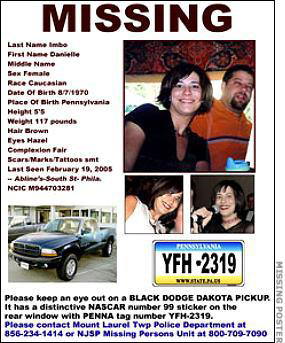 MISSING
Last Name Imbo
First Name Danielle
Middle Name
Sex Female
Race Caucasian
Date Of Birth 8/7/1970
Place Of Birth Pennsylvania
Height 5'5
Weight 117 pounds
Hair Brown
Eyes Hazel
Complexion Fair
Scars/Marks/Tattoos smt
Last Seen February 19, 2005
-- Abline's-South St- Phila.
NCIC M944703281
PENNSYLVANIA
YFH -2319
WWW.STATE.PA.US
Please keep an eye out on a BLACK DODGE DAKOTA PICKUP.
It has a distinctive NASCAR number 99 sticker on the
rear window with PENNA tag number YFH-2319.
Please contact Mount Laurel Twp Police Department at
856-234-1414 or NJSP Missing Persons Unit at 800-709-7090
MISSING POSTER